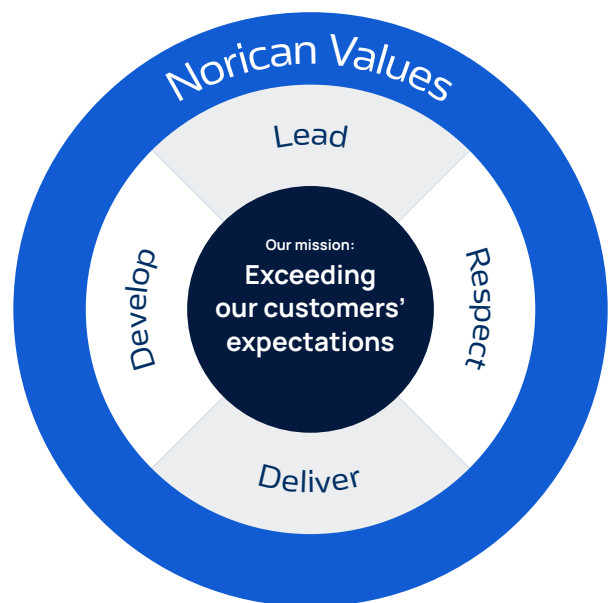 Norican Values
Lead
Develop
Our mission:
Exceeding
our customers’
expectations
Respect
Deliver